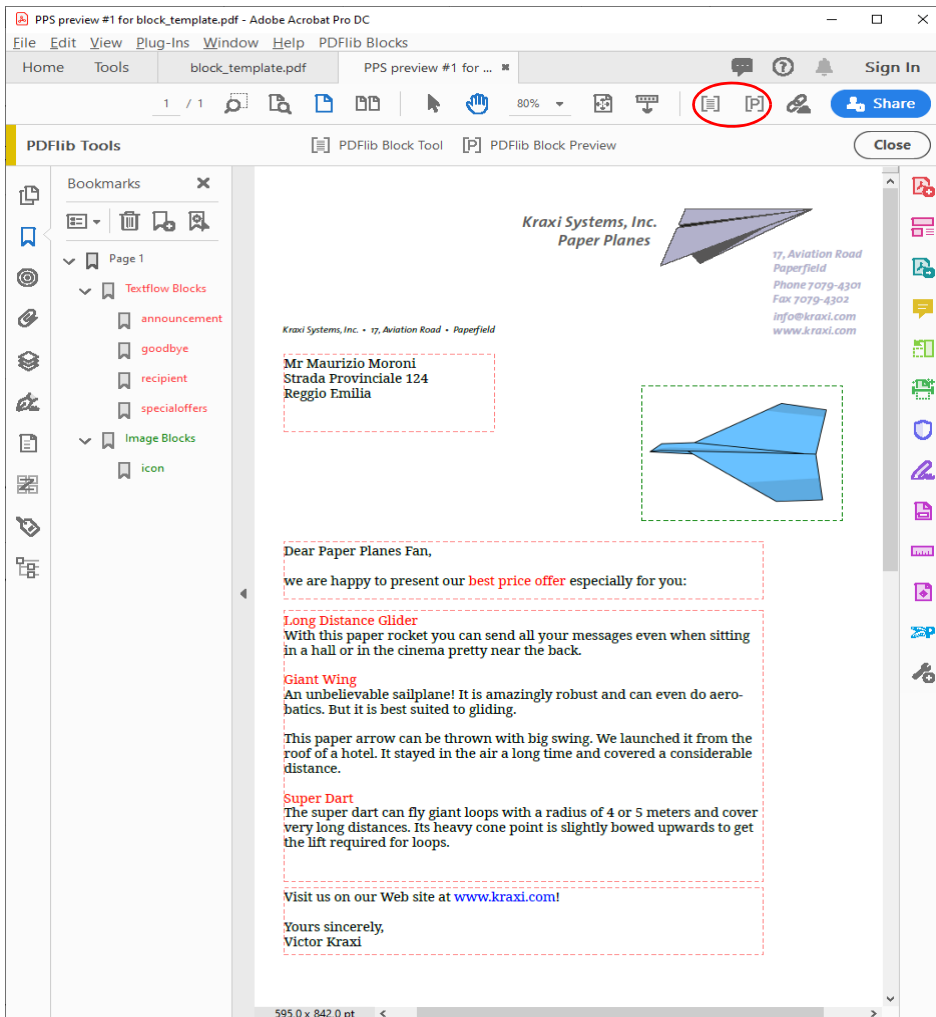 PPS preview #1 for block_template.pdf - Adobe Acrobat Pro DC
File Edit View Plug-Ins Window Help PDFlib Blocks
Home Tools block_template.pdf PPS preview #1 for ... Sign In
1 / 1 80% Share
PDFlib Tools PDFlib Block Tool [P] PDFlib Block Preview Close
Bookmarks
Page 1
Textflow Blocks
announcement
goodbye
recipient
specialoffers
Image Blocks
icon
Kraxi Systems, Inc.
Paper Planes
17, Aviation Road
Paperfield
Phone 7079-4301
Fax 7079-4302
info@kraxi.com
www.kraxi.com
Kraxi Systems, Inc. • 17, Aviation Road • Paperfield
Mr Maurizio Moroni
Strada Provinciale 124
Reggio Emilia
Dear Paper Planes Fan,
we are happy to present our best price offer especially for you:
Long Distance Glider
With this paper rocket you can send all your messages even when sitting
in a hall or in the cinema pretty near the back.
Giant Wing
An unbelievable sailplane! It is amazingly robust and can even do aero-
batics. But it is best suited to gliding.
This paper arrow can be thrown with big swing. We launched it from the
roof of a hotel. It stayed in the air a long time and covered a considerable
distance.
Super Dart
The super dart can fly giant loops with a radius of 4 or 5 meters and cover
very long distances. Its heavy cone point is slightly bowed upwards to get
the lift required for loops.
Visit us on our Web site at www.kraxi.com!
Yours sincerely,
Victor Kraxi
595.0 x 842.0 pt